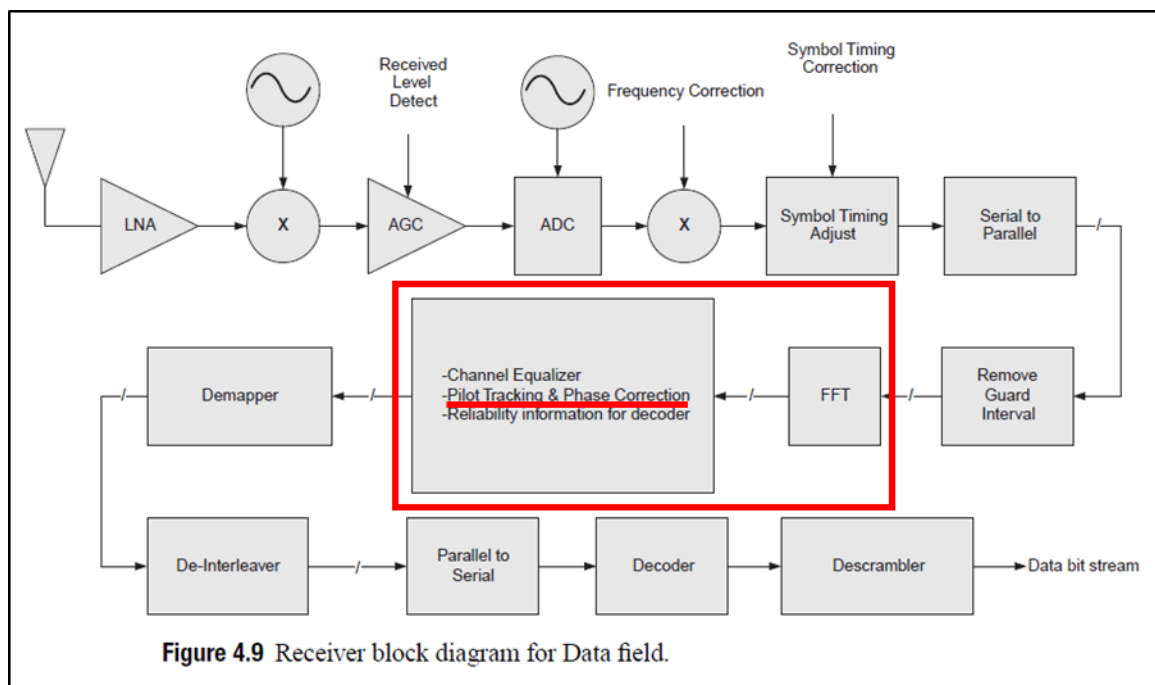 Symbol Timing
Correction
Received
Level
Detect
Frequency Correction
LNA
X
AGC
ADC
X
Symbol Timing
Adjust
Serial to
Parallel
/
Demapper
/
/
-Channel Equalizer
-Pilot Tracking & Phase Correction
-Reliability information for decoder
/
FFT
/
Remove
Guard
Interval
De-Interleaver
/
Parallel to
Serial
Decoder
Descrambler
Data bit stream
Figure 4.9 Receiver block diagram for Data field.